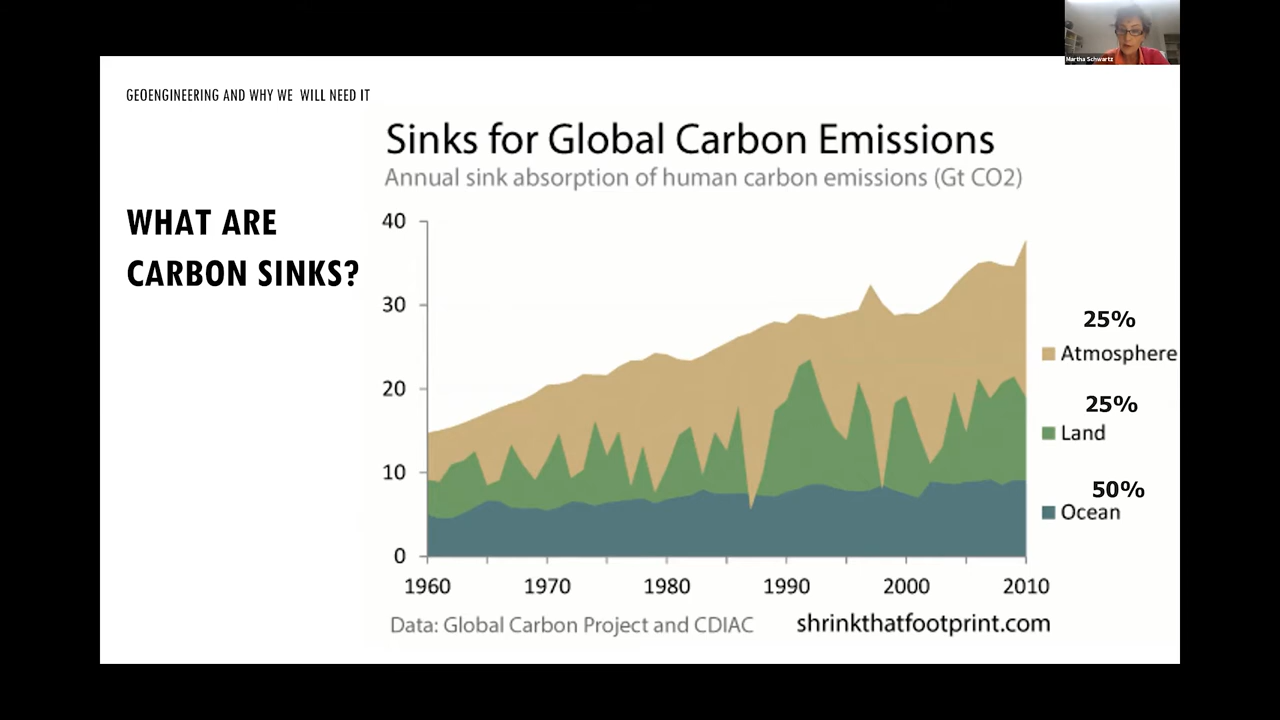 Martha Schwartz
GEOENGINEERING AND WHY WE WILL NEED IT
WHAT ARE
CARBON SINKS?
Sinks for Global Carbon Emissions
Annual sink absorption of human carbon emissions (Gt CO2)
40
30
20
10
0
1960 1970 1980 1990 2000 2010
25%
Atmosphere
25%
Land
50%
Ocean
Data: Global Carbon Project and CDIAC
shrinkthatfootprint.com